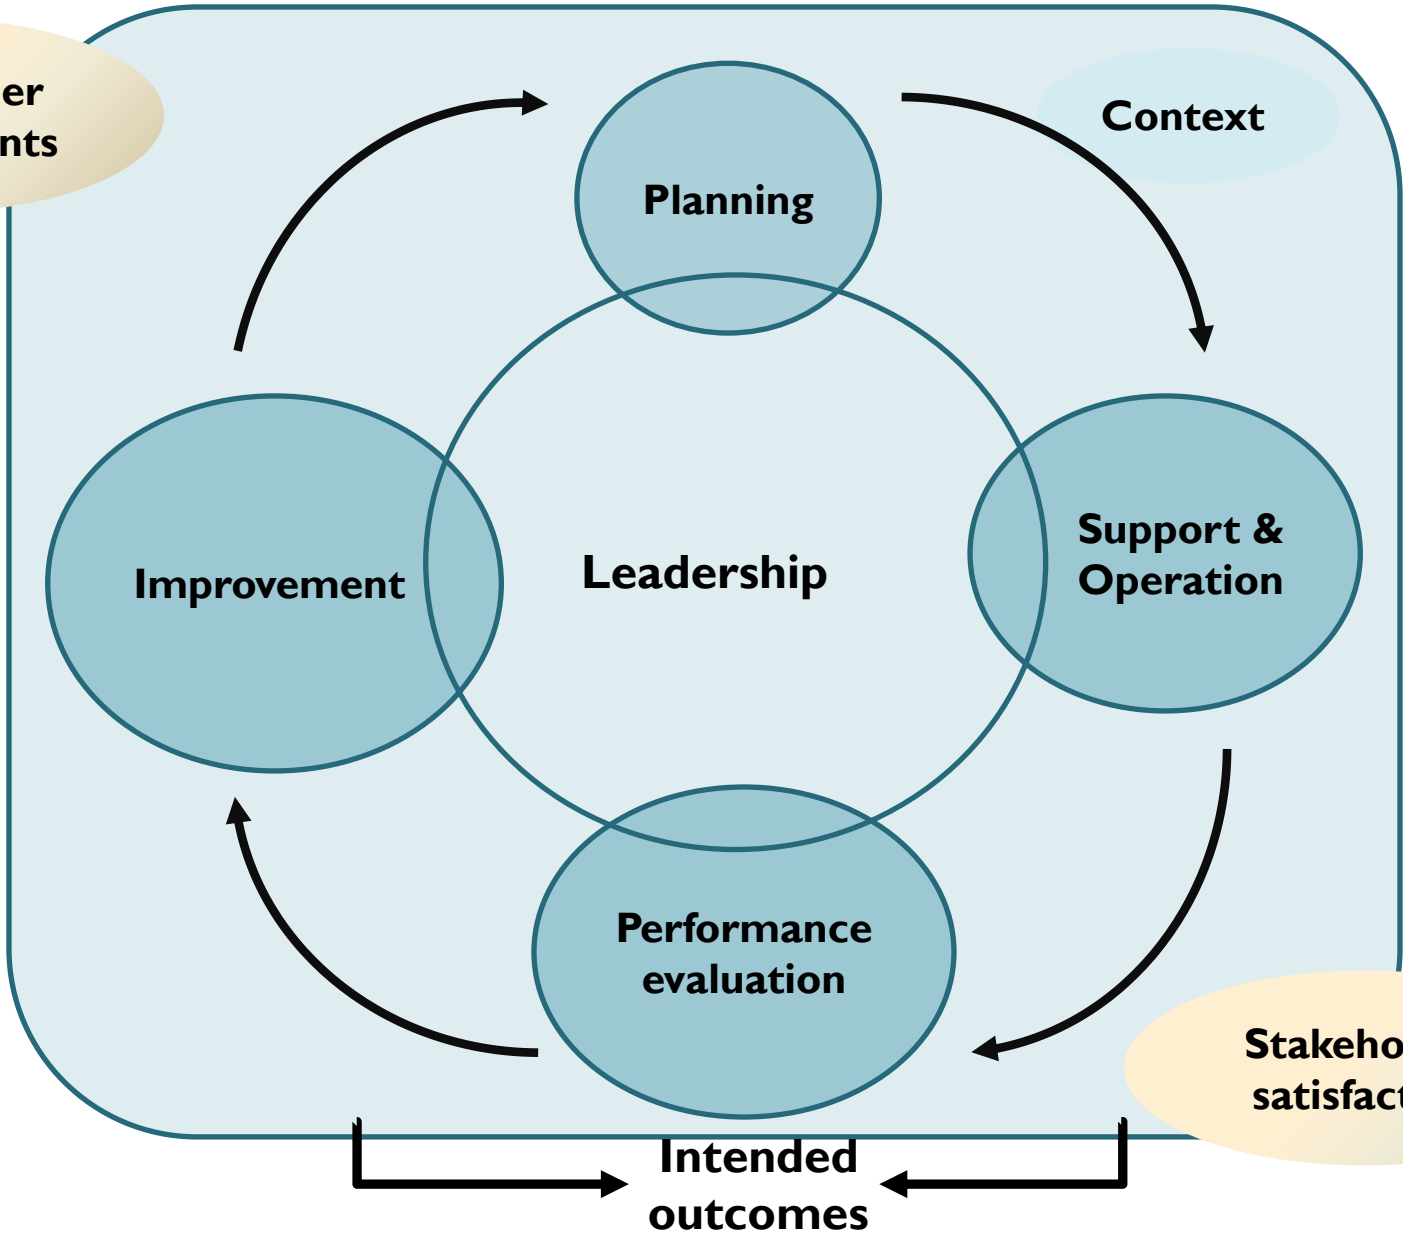 er
nts
Context
Planning
Support &
Operation
Improvement
Leadership
Performance
evaluation
Stakeho
satisfact
Intended
outcomes